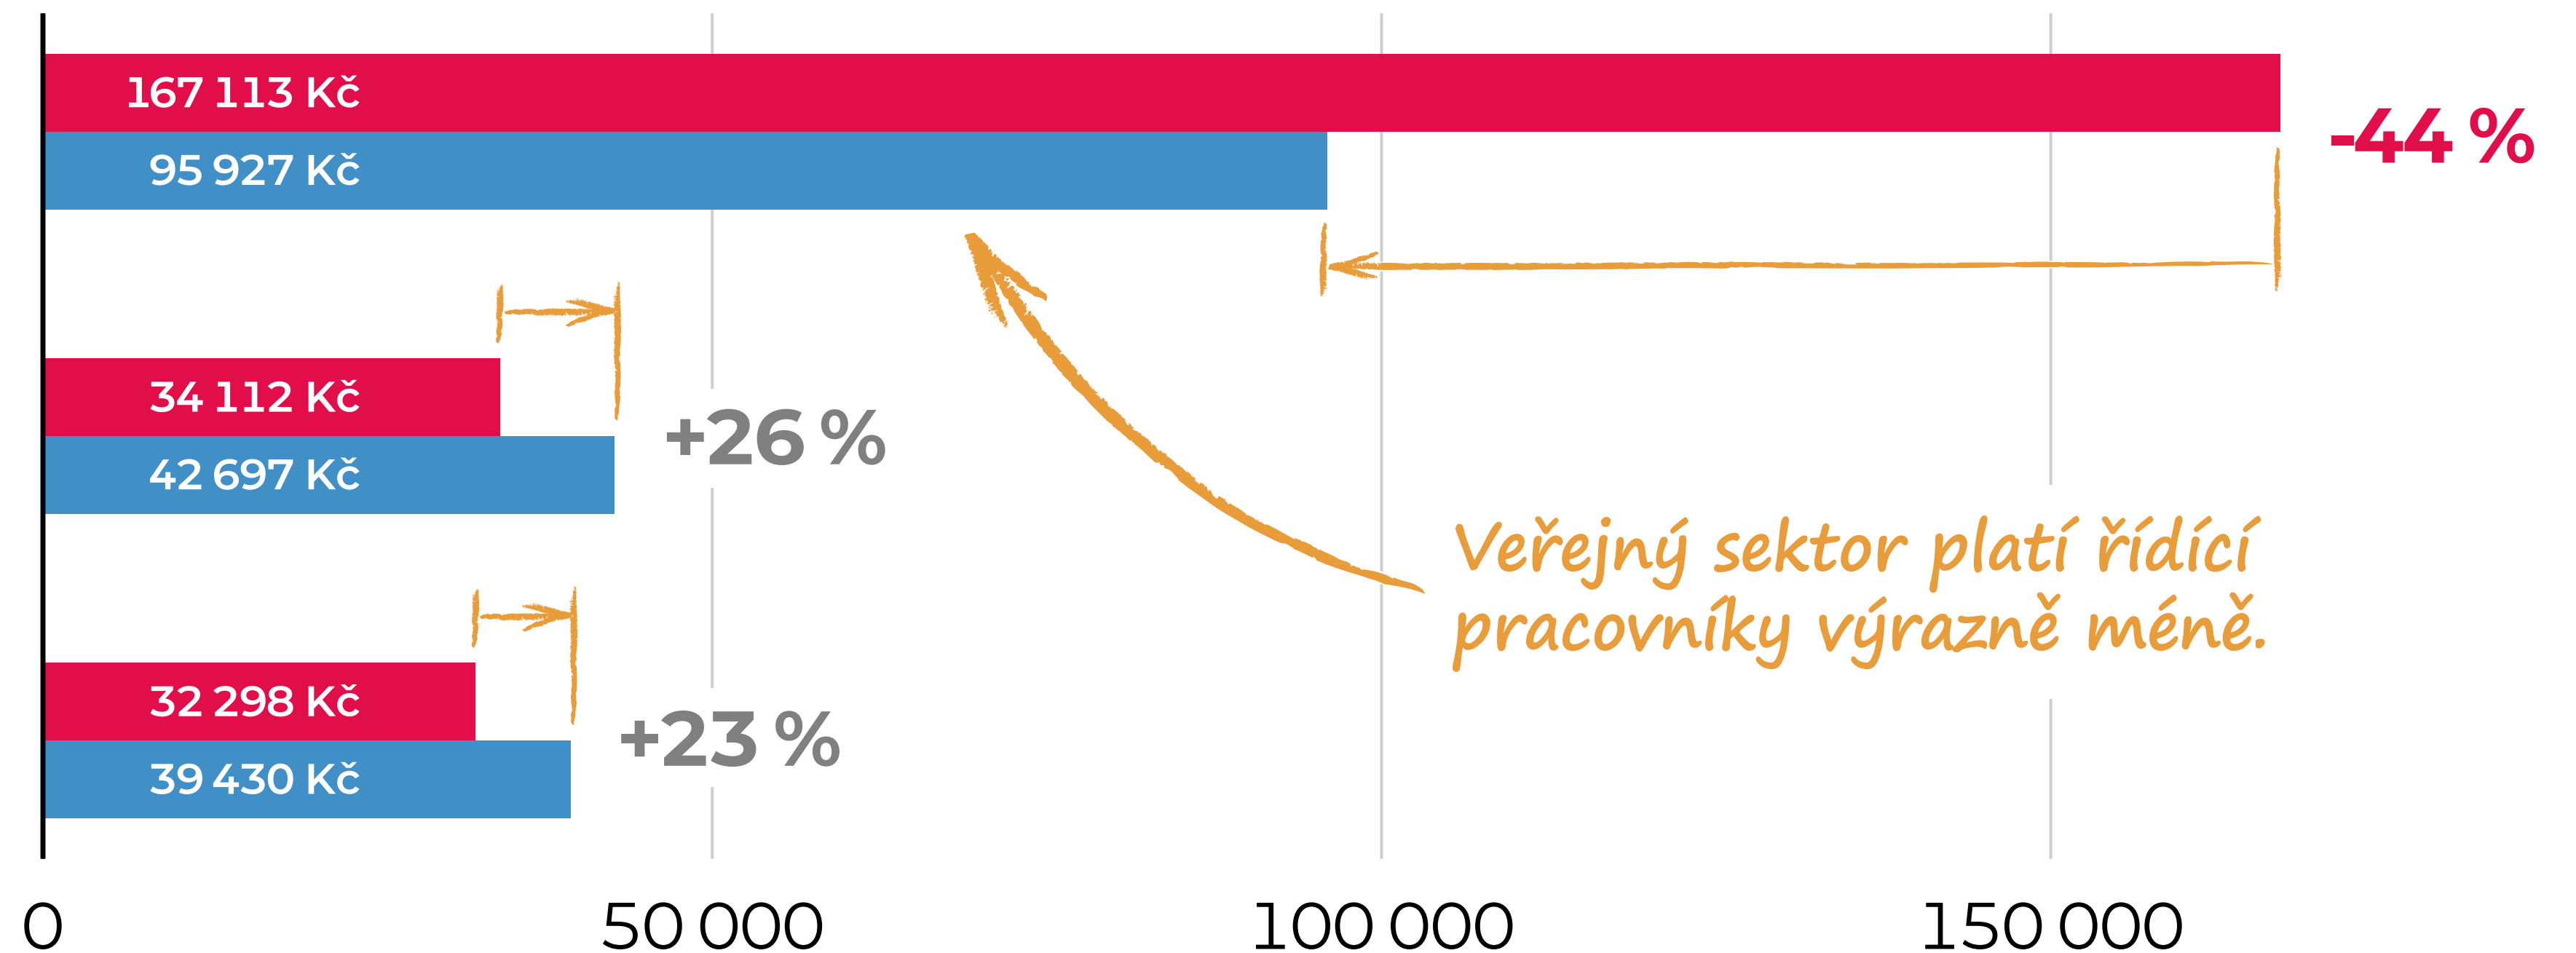 167 113 Kč
-44 %
95 927 Kč
34 112 Kč
+26 %
42 697 Kč
Veřejný sektor platí řídící
pracovníky výrazně méně.
32 298 Kč
+23 %
39 430 Kč
0 50 000 100 000 150 000